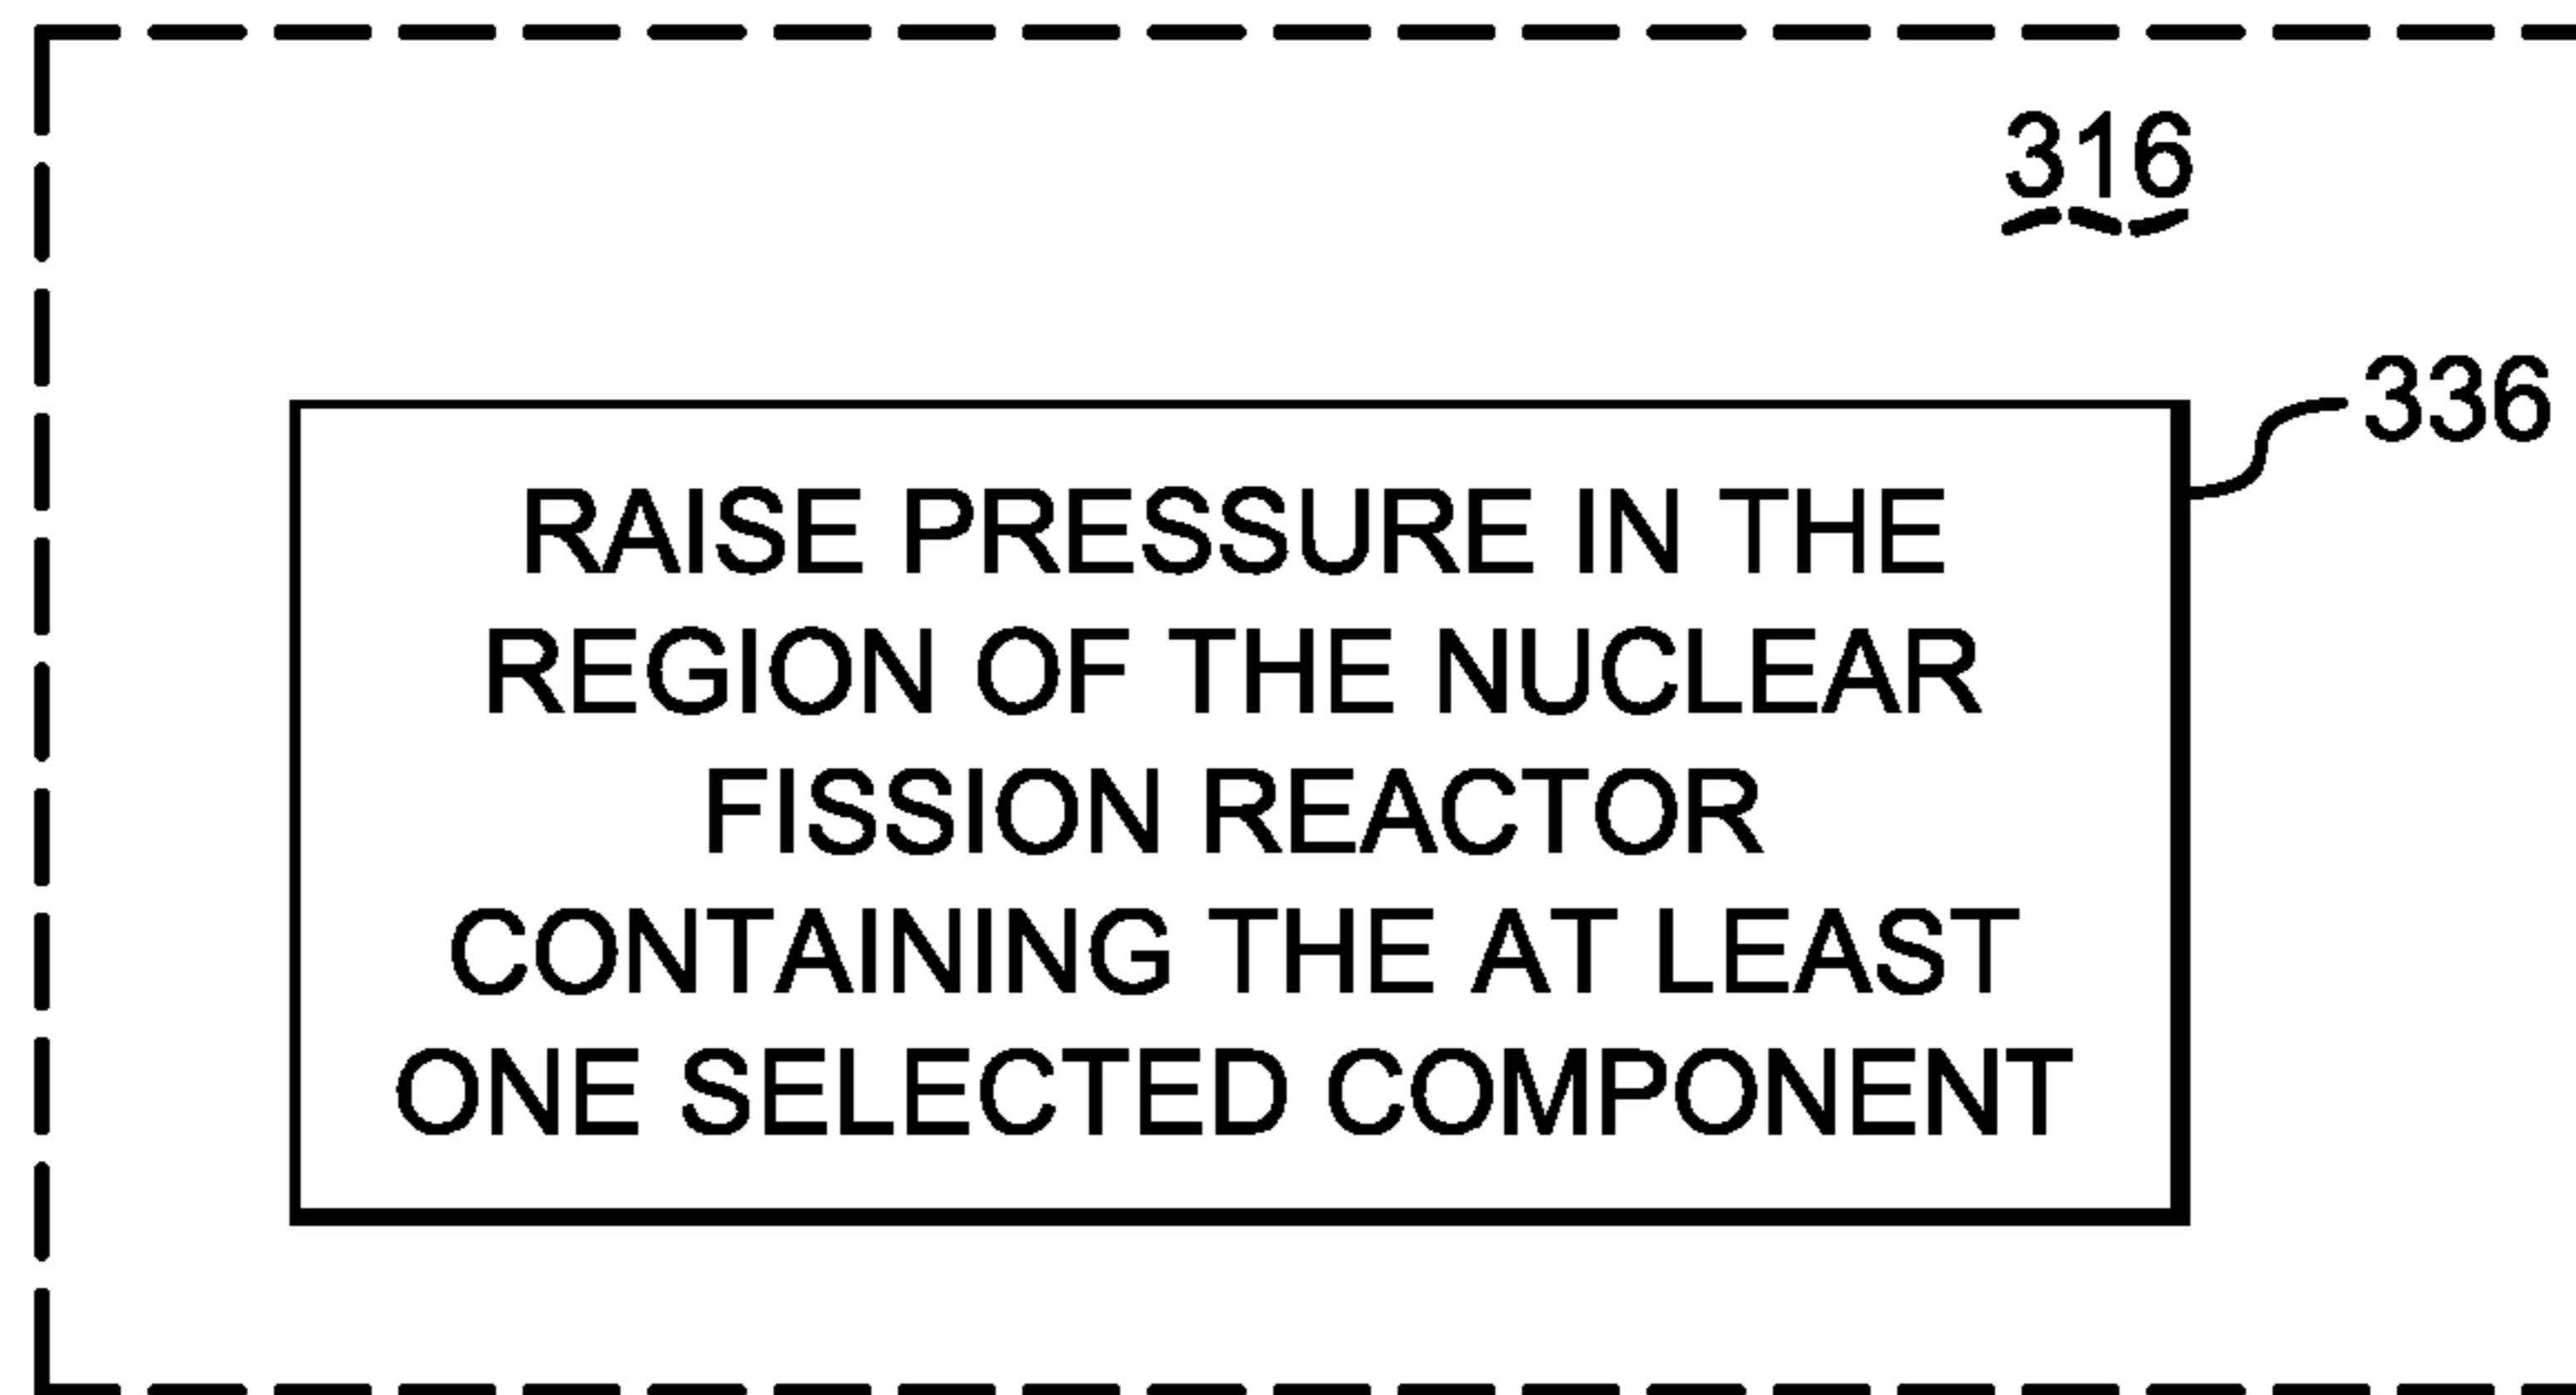 316
336
RAISE PRESSURE IN THE
REGION OF THE NUCLEAR
FISSION REACTOR
CONTAINING THE AT LEAST
ONE SELECTED COMPONENT